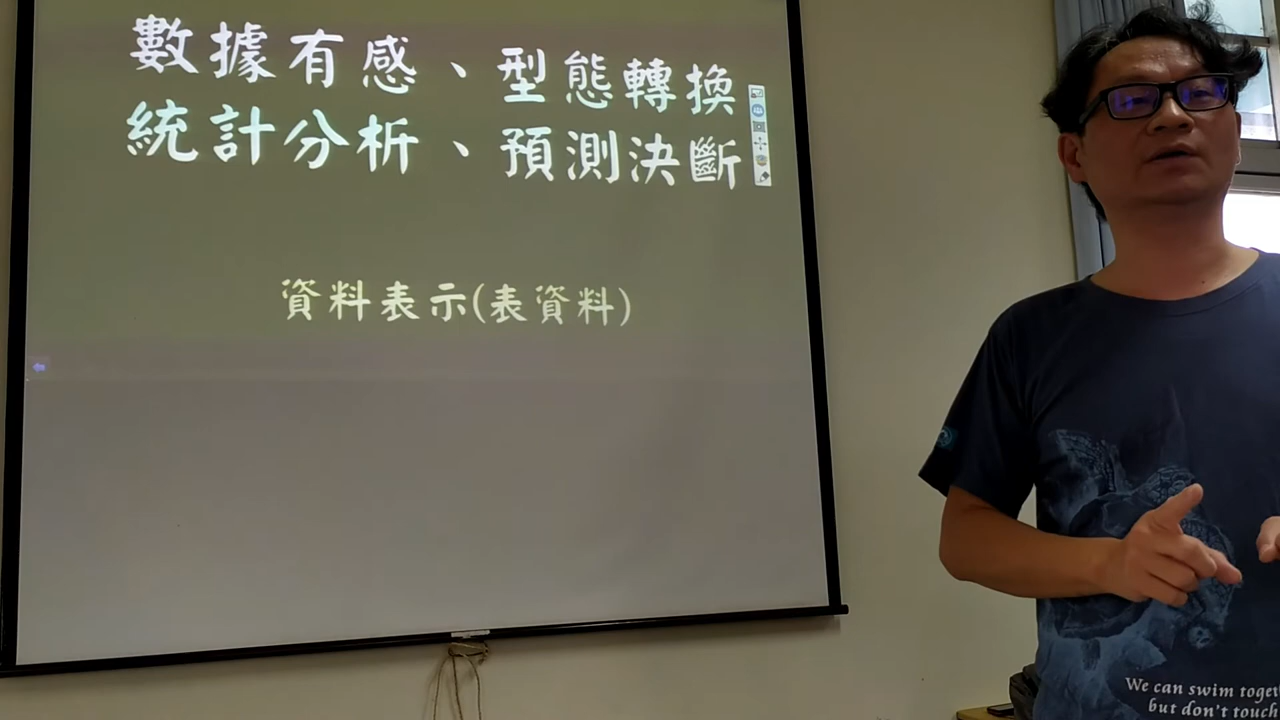 數據有感、型態轉換
統計分析、預測決斷
資料表示(表資料)
We can swim toget
but don't touch